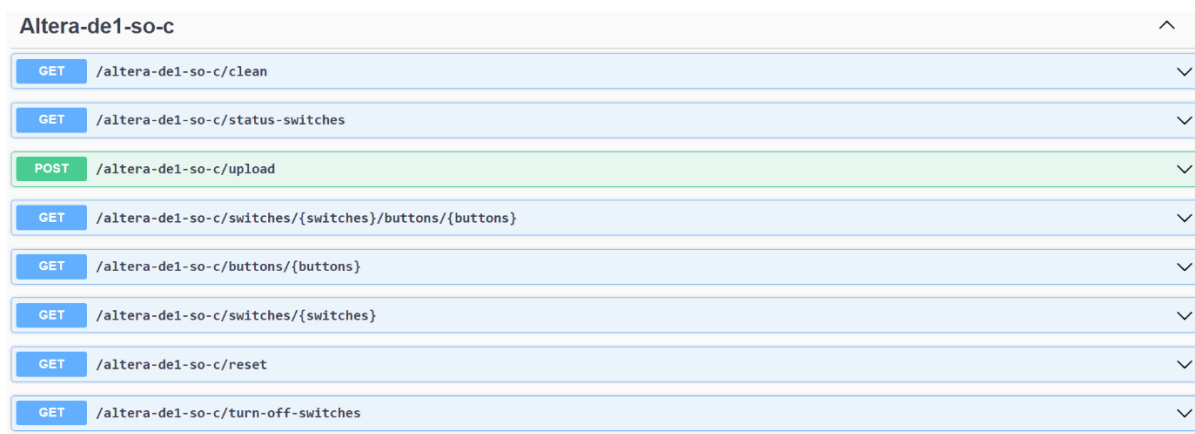 Altera-de1-so-c
GET /altera-de1-so-c/clean
GET /altera-de1-so-c/status-switches
POST /altera-de1-so-c/upload
GET /altera-de1-so-c/switches/{switches}/buttons/{buttons}
GET /altera-de1-so-c/buttons/{buttons}
GET /altera-de1-so-c/switches/{switches}
GET /altera-de1-so-c/reset
GET /altera-de1-so-c/turn-off-switches